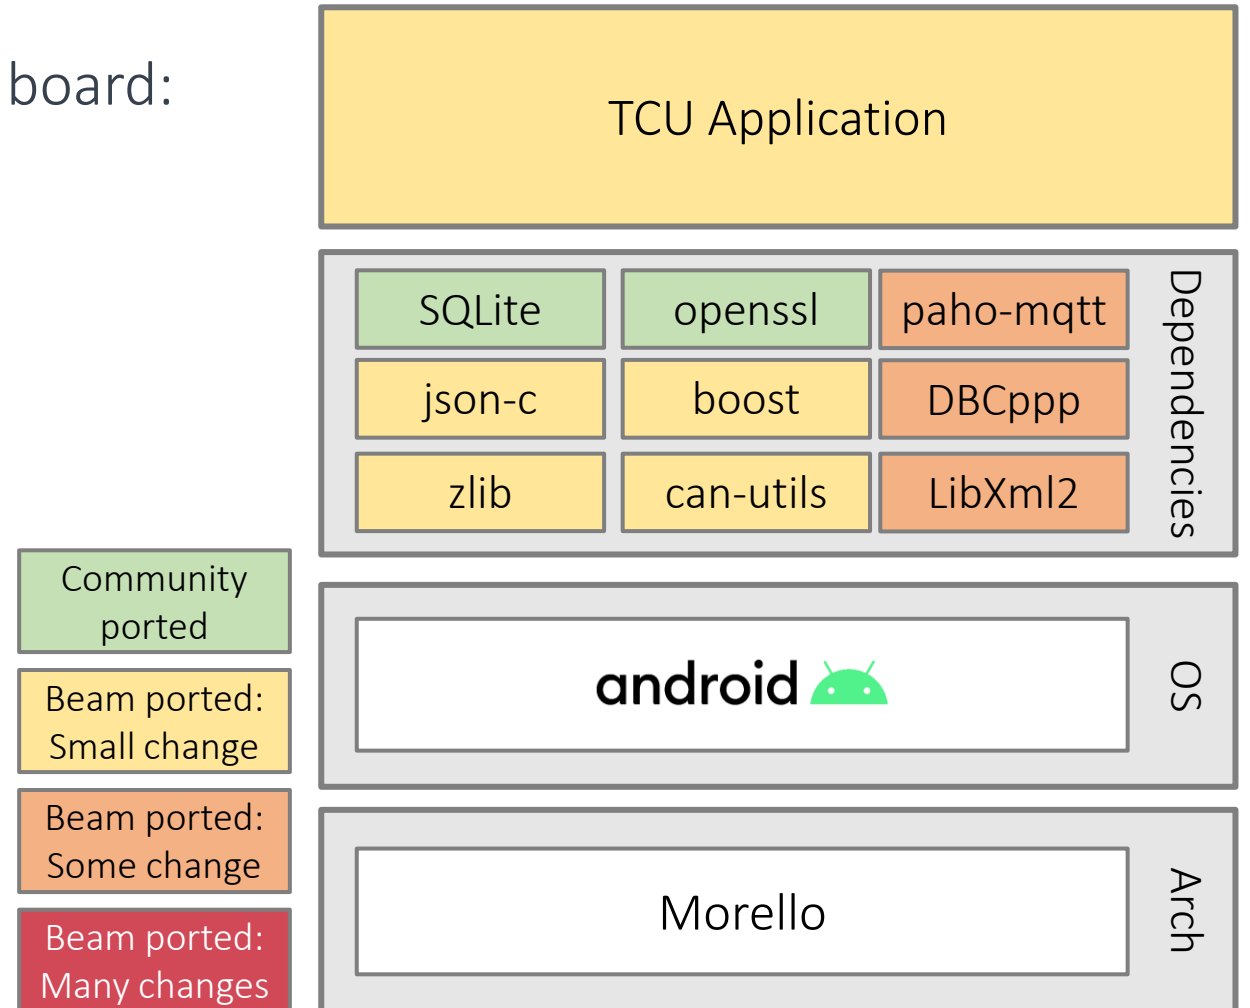 board:
TCU Application
SQLite
openssl
paho-mqtt
json-c
boost
DBCppp
zlib
can-utils
LibXml2
Dependencies
Community
ported
Beam ported:
Small change
Beam ported:
Some change
Beam ported:
Many changes
android
OS
Morello
Arch